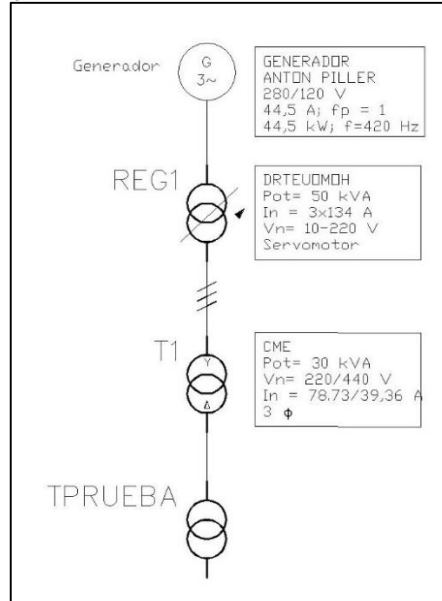 Generador
G
3~
GENERADOR
ANTON PILLER
280/120 V
44,5 A; fp = 1
44,5 kW; f=420 Hz
REG1
DRTEUOMOH
Pot= 50 kVA
In = 3x134 A
Vn= 10-220 V
Servomotor
T1
Y
Δ
CME
Pot= 30 kVA
Vn= 220/440 V
In = 78.73/39,36 A
3 ϕ
TPRUEBA